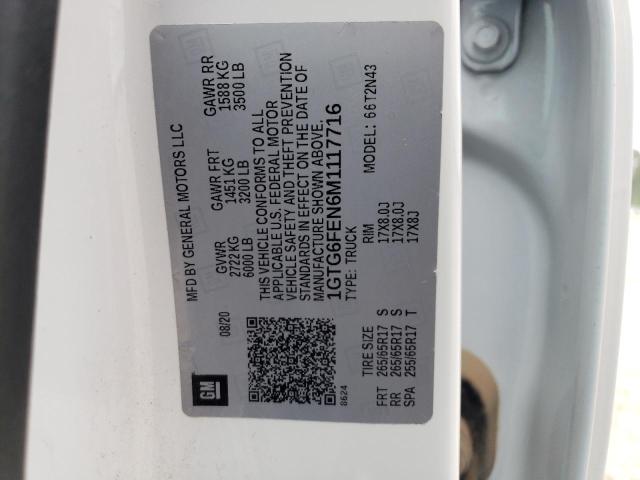 GM
MFD BY GENERAL MOTORS LLC
08/20
GVWR GAWR FRT GAWR RR
2722 KG 1451 KG 1588 KG
6000 LB 3200 LB 3500 LB
THIS VEHICLE CONFORMS TO ALL
APPLICABLE U.S. FEDERAL MOTOR
VEHICLE SAFETY AND THEFT PREVENTION
STANDARDS IN EFFECT ON THE DATE OF
MANUFACTURE SHOWN ABOVE.
1GTG6FEN6M1117716
8624
TYPE: TRUCK MODEL: 66T2N43
TIRE SIZE RIM
FRT 265/65R17 S 17X8.0J
RR 265/65R17 S 17X8.0J
SPA 255/65R17 T 17X8J